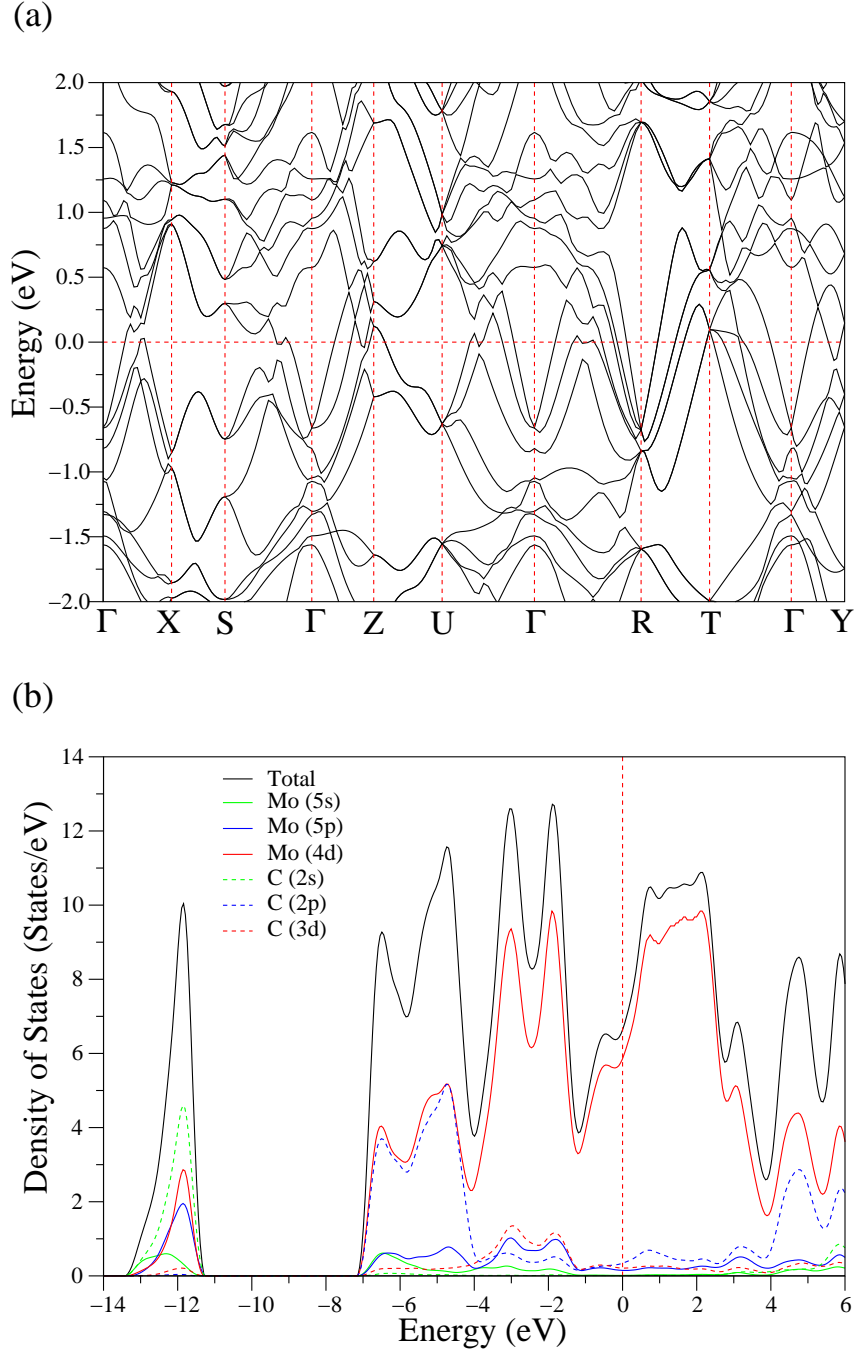 (a)
Energy (eV)
2.0
1.5
1.0
0.5
0.0
−0.5
−1.0
−1.5
−2.0
Γ X S Γ Z U Γ R T Γ Y
(b)
Density of States (States/eV)
14
12
10
8
6
4
2
0
Total
Mo (5s)
Mo (5p)
Mo (4d)
C (2s)
C (2p)
C (3d)
−14 −12 −10 −8 −6 −4 −2 0 2 4 6
Energy (eV)